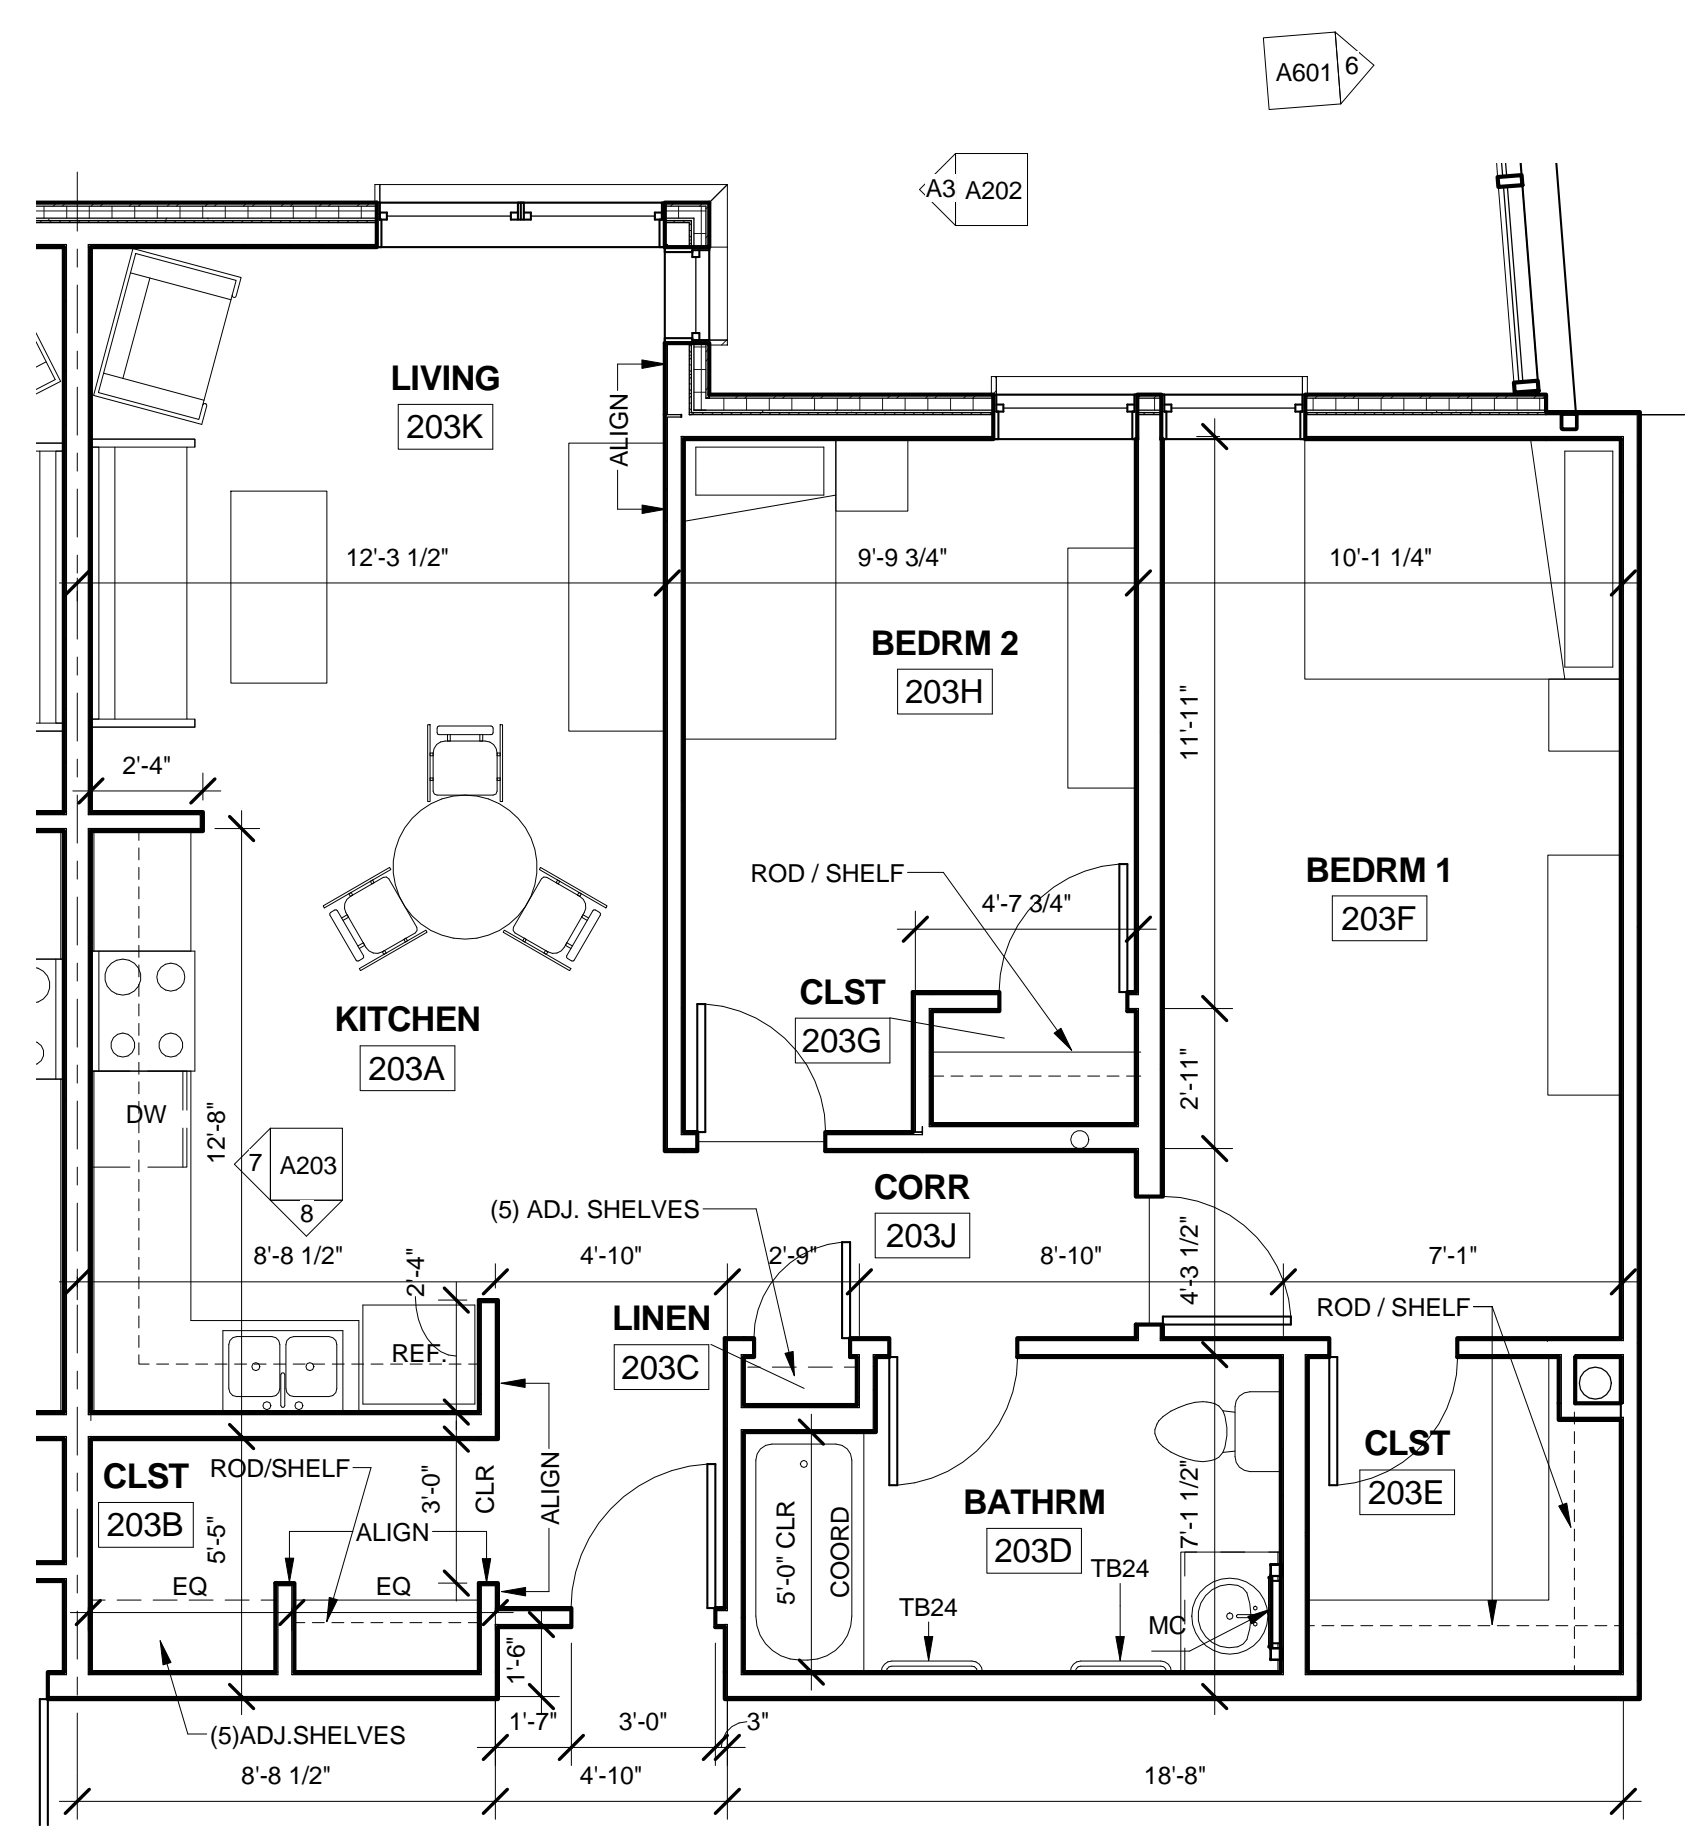 A601 6
A3 A202
LIVING
203K
ALIGN
12'-3 1/2"
9'-9 3/4"
10'-1 1/4"
BEDRM 2
203H
11'-11"
2'-4"
ROD / SHELF
4'-7 3/4"
BEDRM 1
203F
CLST
203G
KITCHEN
203A
DW
12'-8"
2'-11"
7 A203
8
CORR
203J
(5) ADJ. SHELVES
8'-8 1/2"
2'-4"
4'-10"
2'-9"
8'-10"
4'-3 1/2"
7'-1"
ROD / SHELF
LINEN
203C
REF.
CLST
203B
ROD/SHELF
3'-0"
CLR
ALIGN
5'-5"
ALIGN
EQ
EQ
5'-0" CLR
COORD
BATHRM
203D
7'-1 1/2"
CLST
203E
TB24
TB24
MC
1'-6"
(5)ADJ.SHELVES
1'-7"
3'-0"
3"
8'-8 1/2"
4'-10"
18'-8"